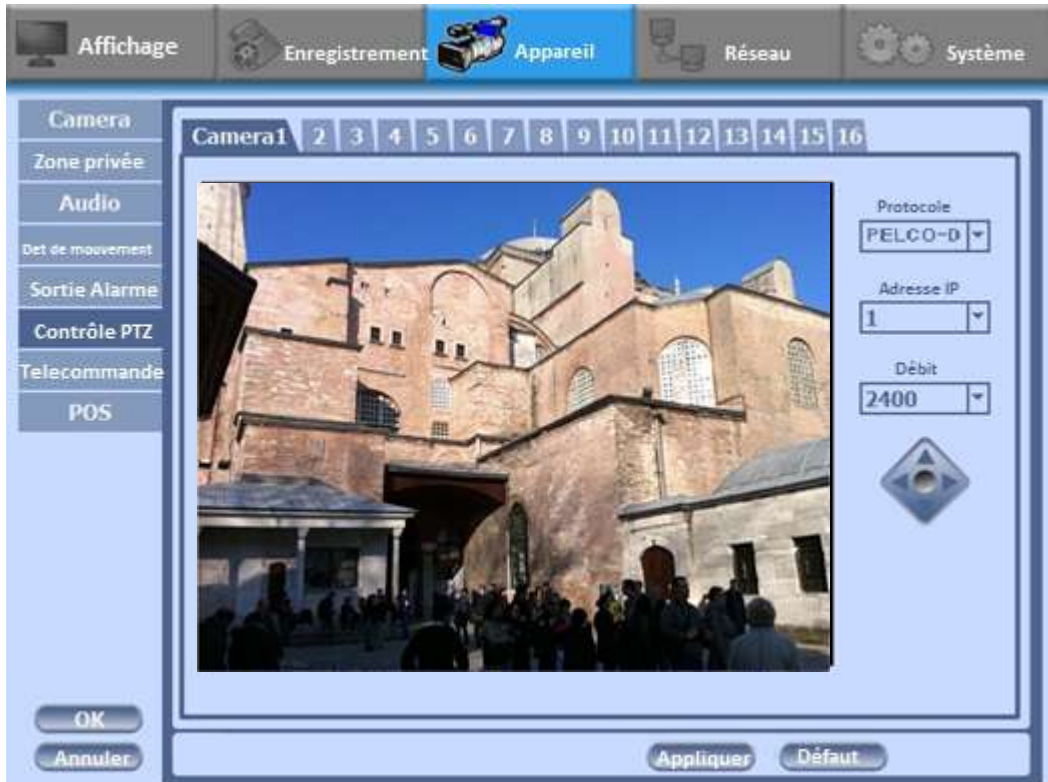 Affichage
Enregistrement
Appareil
Réseau
Système
Camera
Zone privée
Audio
Det de mouvement
Sortie Alarme
Contrôle PTZ
Telecommande
POS
OK
Annuler
Camera1 2 3 4 5 6 7 8 9 10 11 12 13 14 15 16
Protocole
PELCO-D
Adresse IP
1
Débit
2400
Appliquer
Défaut